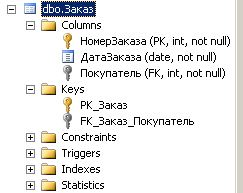 dbo.Заказ
Columns
НомерЗаказа (PK, int, not null)
ДатаЗаказа (date, not null)
Покупатель (FK, int, not null)
Keys
PK_Заказ
FK_Заказ_Покупатель
Constraints
Triggers
Indexes
Statistics